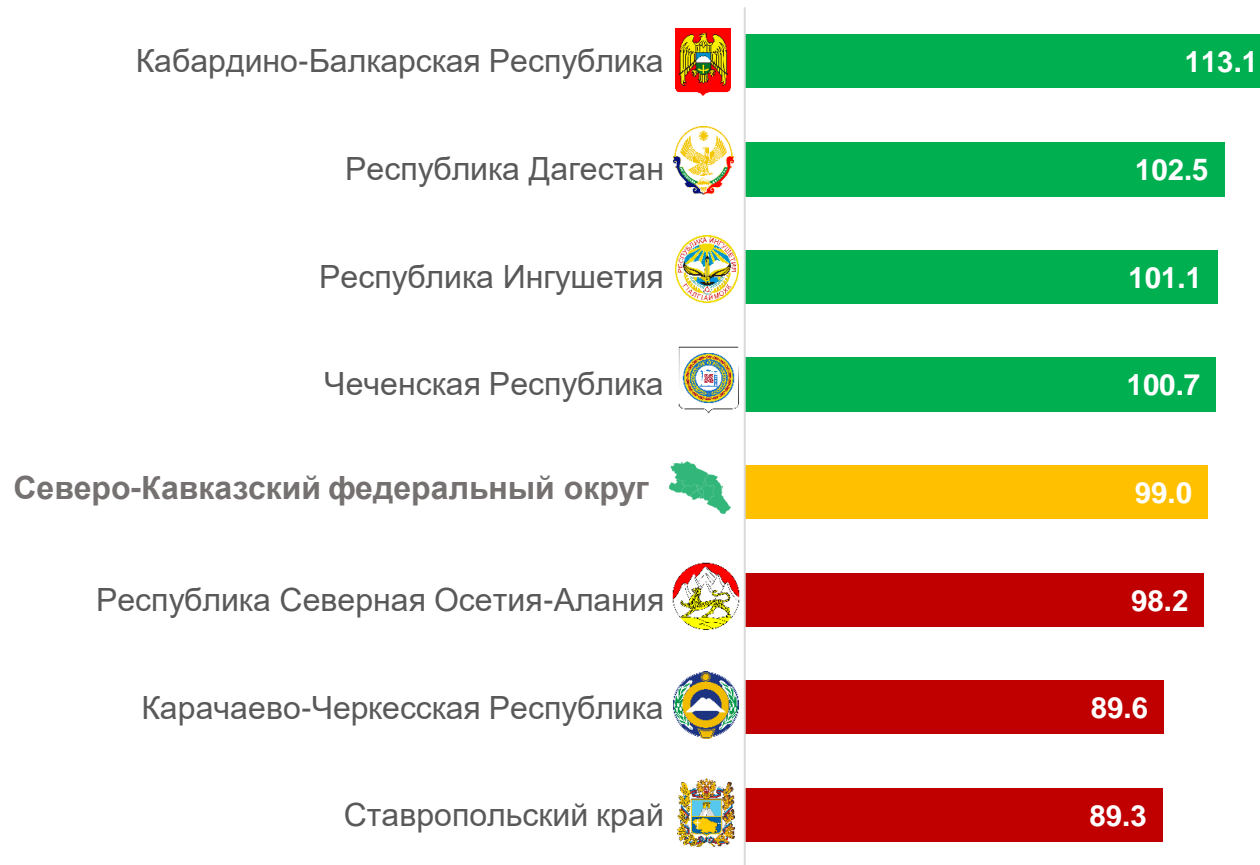 Кабардино-Балкарская Республика 113.1
Республика Дагестан 102.5
Республика Ингушетия 101.1
Чеченская Республика 100.7
Северо-Кавказский федеральный округ 99.0
Республика Северная Осетия-Алания 98.2
Карачаево-Черкесская Республика 89.6
Ставропольский край 89.3